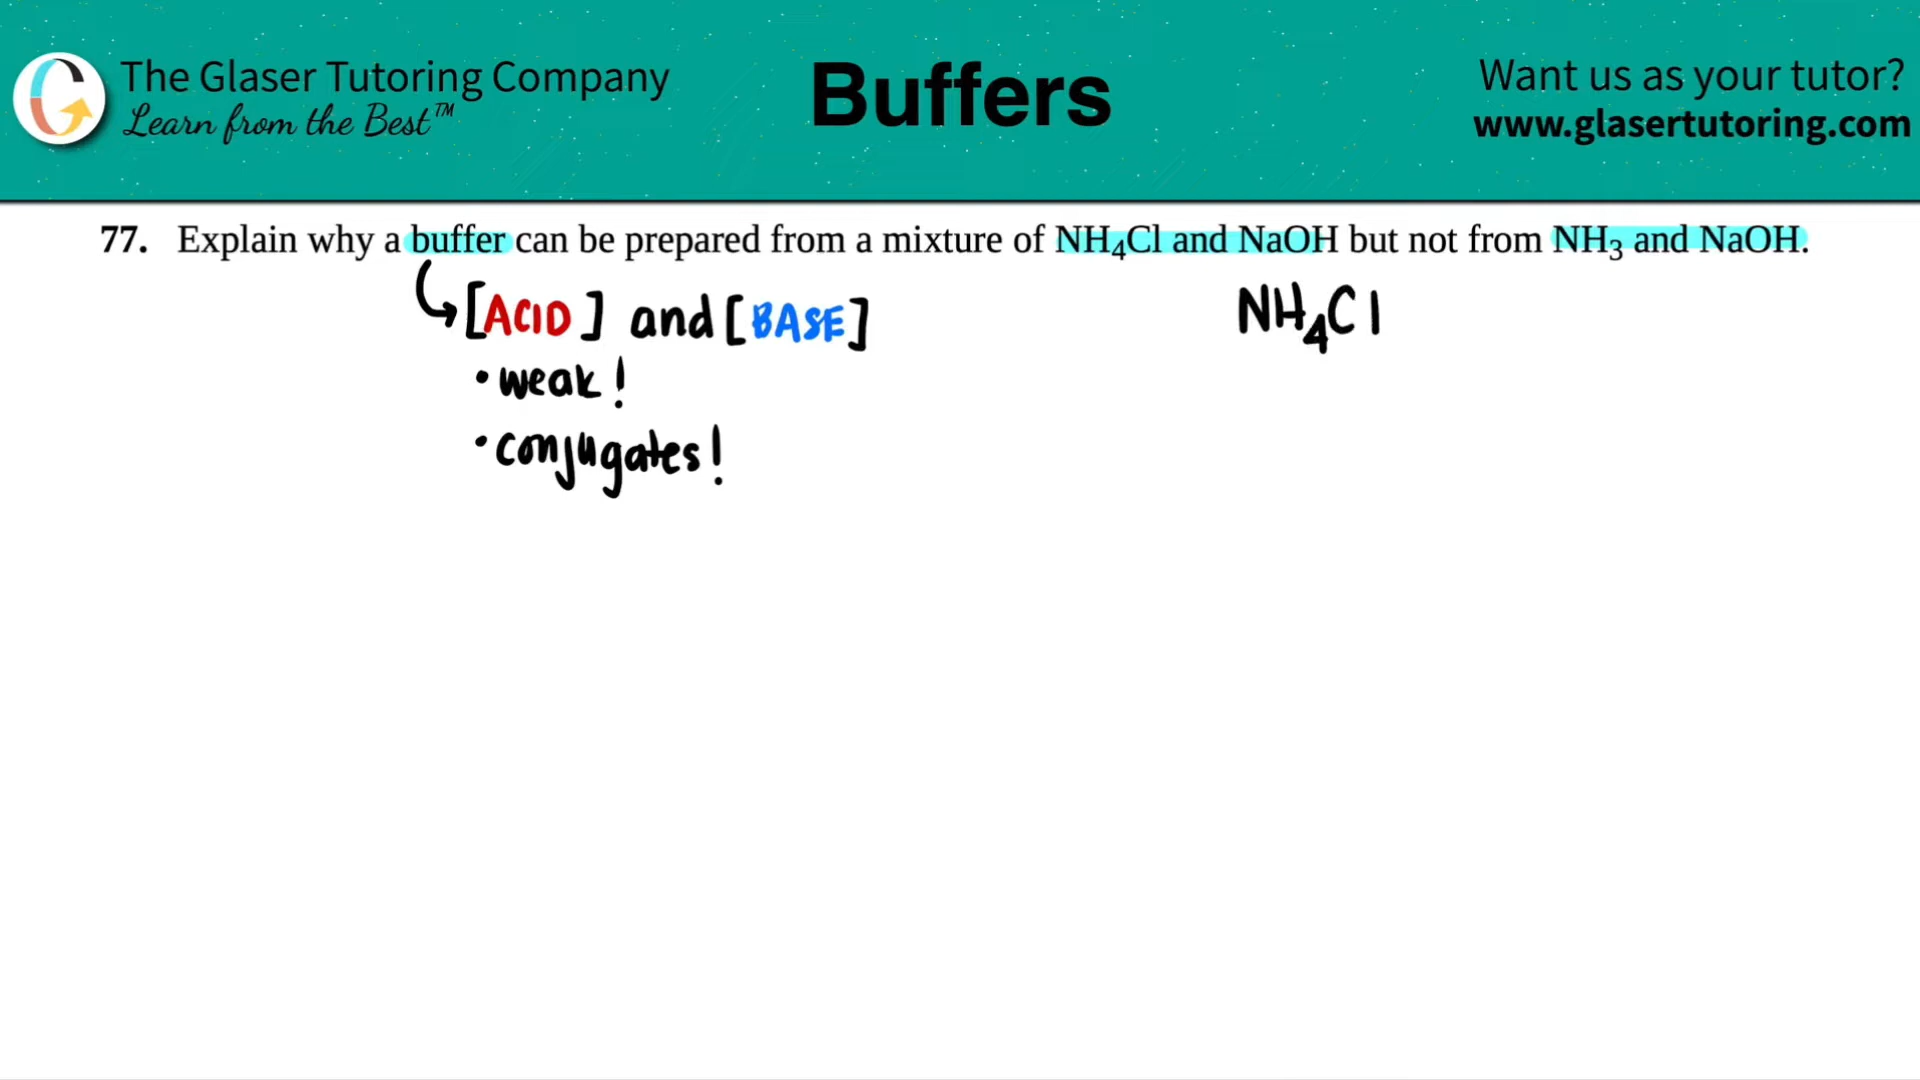 The Glaser Tutoring Company
Learn from the Best™
Buffers
Want us as your tutor?
www.glasertutoring.com
77. Explain why a buffer can be prepared from a mixture of NH₄Cl and NaOH but not from NH₃ and NaOH.
[ACID] and [BASE]
NH₄Cl
• weak!
• conjugates!